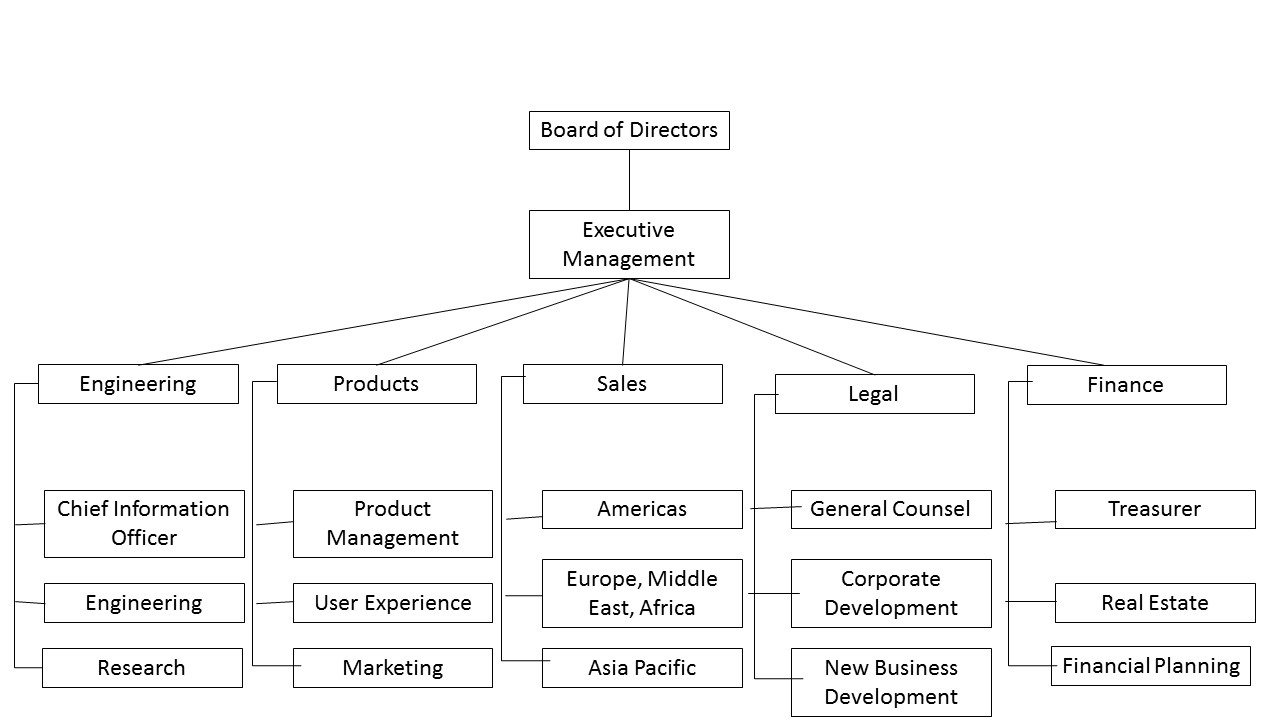 Board of Directors
Executive
Management
Engineering
Products
Sales
Legal
Finance
Chief Information
Officer
Product
Management
Americas
General Counsel
Treasurer
Engineering
User Experience
Europe, Middle
East, Africa
Corporate
Development
Real Estate
Research
Marketing
Asia Pacific
New Business
Development
Financial Planning